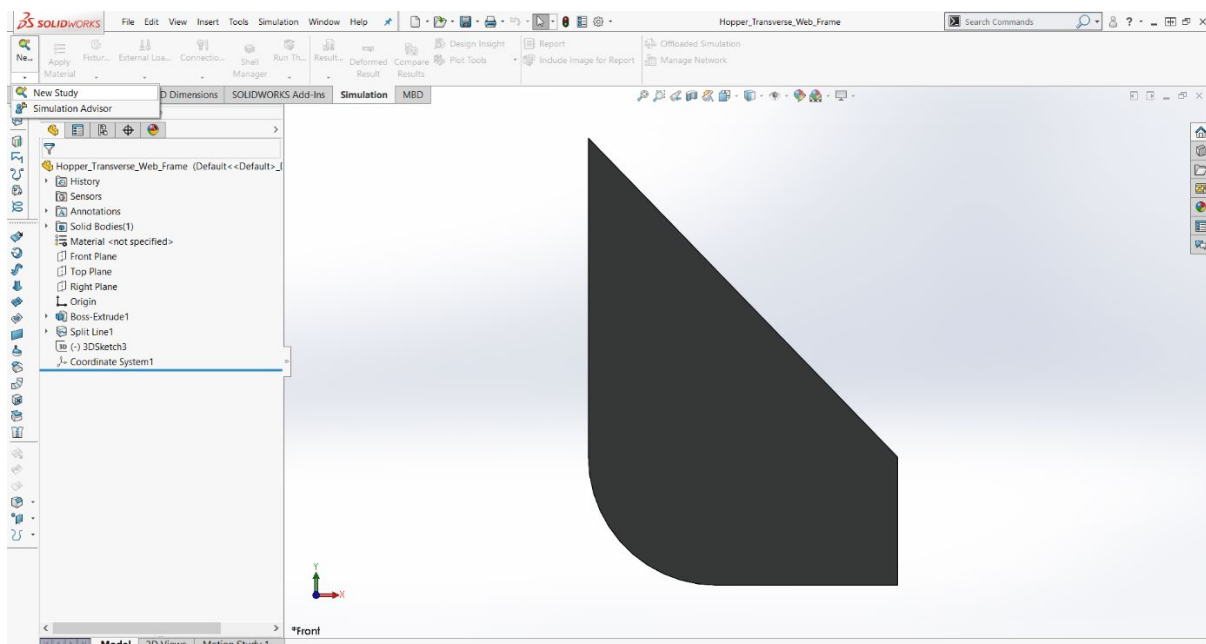 SOLIDWORKS File Edit View Insert Tools Simulation Window Help Hopper_Transverse_Web_Frame Search Commands
Ne... Apply Material Fixtur... External Loa... Connectio... Shell Manager Run Th... Result... Deformed Result Compare Results Design Insight Plot Tools Report Include Image for Report Offloaded Simulation Manage Network
New Study
Simulation Advisor
D Dimensions SOLIDWORKS Add-Ins Simulation MBD
Hopper_Transverse_Web_Frame (Default<<Default>_
History
Sensors
Annotations
Solid Bodies(1)
Material <not specified>
Front Plane
Top Plane
Right Plane
Origin
Boss-Extrude1
Split Line1
(-) 3DSketch3
Coordinate System1
Y
X
*Front
Model 3D Views Motion Study 1